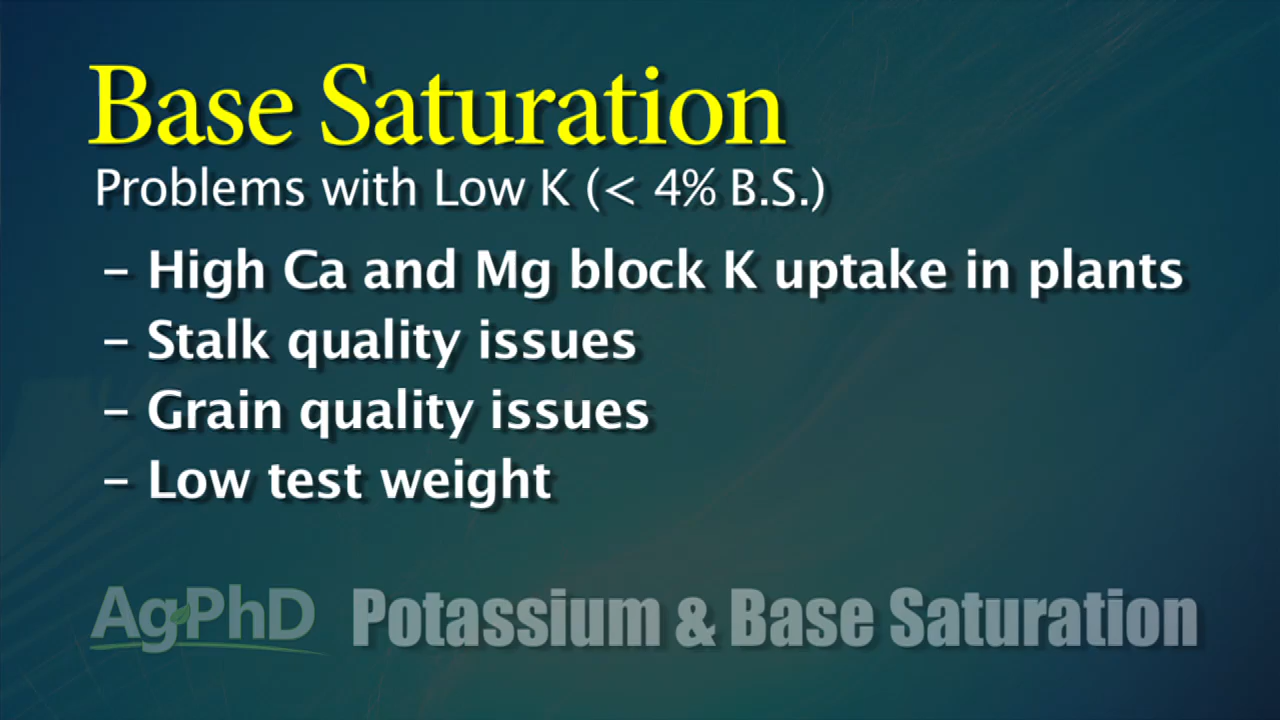 Base Saturation
Problems with Low K (< 4% B.S.)
– High Ca and Mg block K uptake in plants
– Stalk quality issues
– Grain quality issues
– Low test weight
AgPhD Potassium & Base Saturation